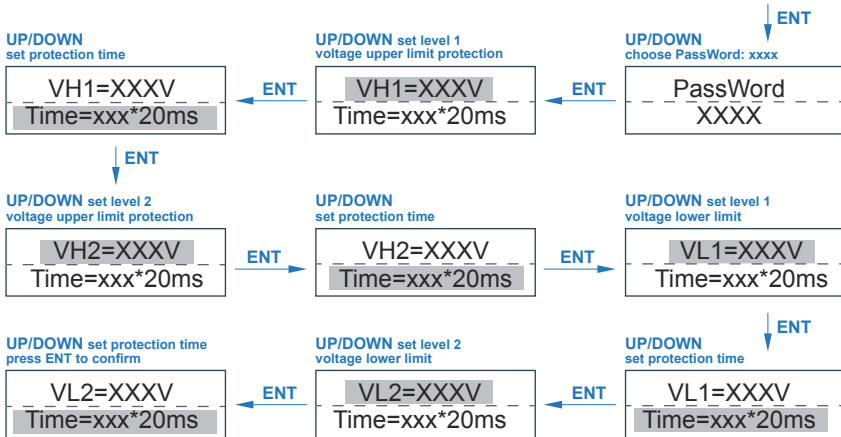 ENT
UP/DOWN
choose PassWord: xxxx
PassWord
XXXX
ENT
UP/DOWN set level 1
voltage upper limit protection
VH1=XXXV
Time=xxx*20ms
ENT
UP/DOWN
set protection time
VH1=XXXV
Time=xxx*20ms
ENT
UP/DOWN set level 2
voltage upper limit protection
VH2=XXXV
Time=xxx*20ms
ENT
UP/DOWN
set protection time
VH2=XXXV
Time=xxx*20ms
ENT
UP/DOWN set level 1
voltage lower limit
VL1=XXXV
Time=xxx*20ms
ENT
UP/DOWN
set protection time
VL1=XXXV
Time=xxx*20ms
ENT
UP/DOWN set level 2
voltage lower limit
VL2=XXXV
Time=xxx*20ms
ENT
UP/DOWN set protection time
press ENT to confirm
VL2=XXXV
Time=xxx*20ms